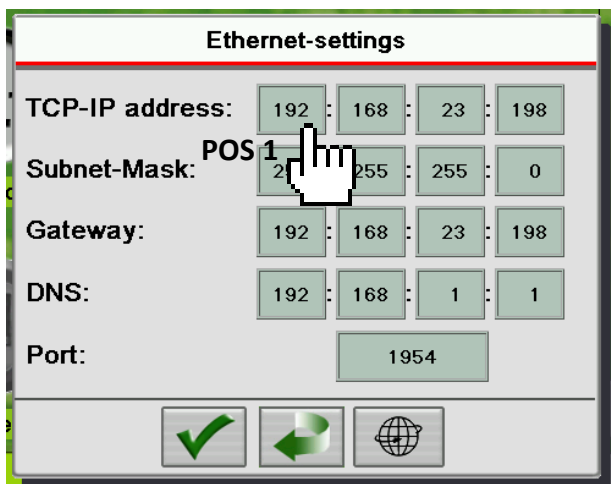 Ethernet-settings
TCP-IP address: 192 : 168 : 23 : 198
POS 1
Subnet-Mask: 255 : 255 : 0
Gateway: 192 : 168 : 23 : 198
DNS: 192 : 168 : 1 : 1
Port: 1954